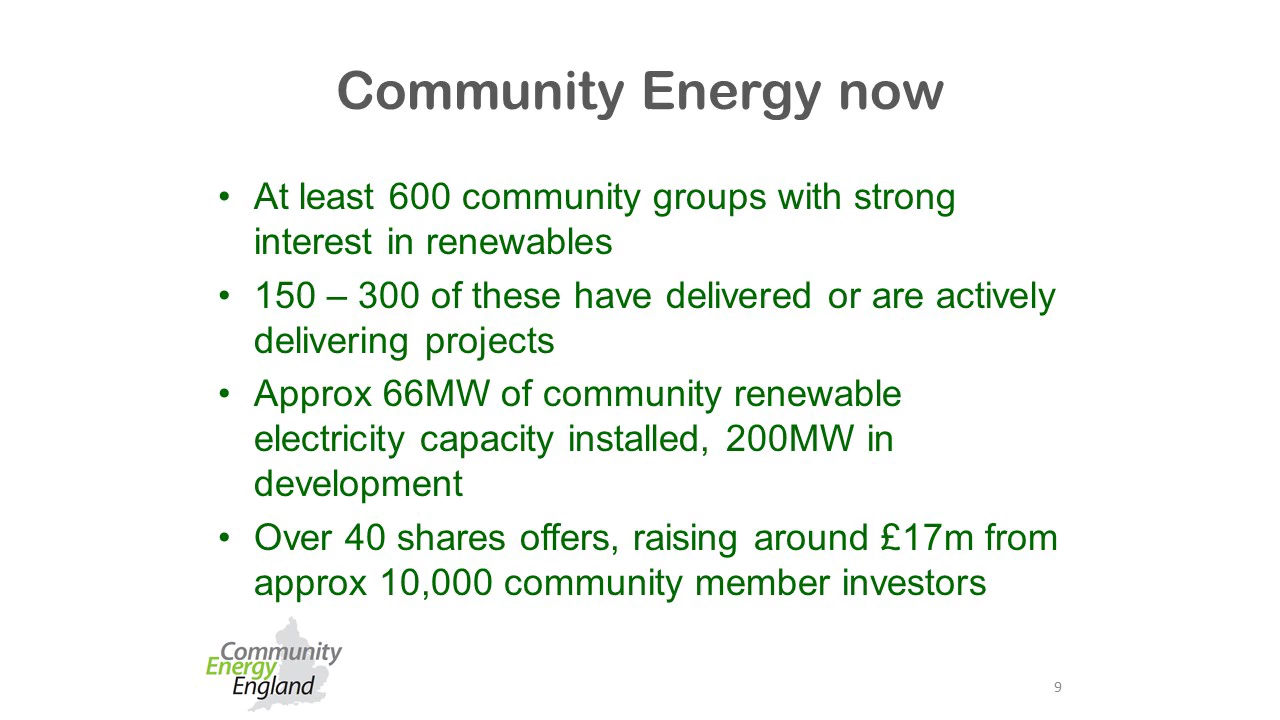 Community Energy now
• At least 600 community groups with strong
interest in renewables
• 150 – 300 of these have delivered or are actively
delivering projects
• Approx 66MW of community renewable
electricity capacity installed, 200MW in
development
• Over 40 shares offers, raising around £17m from
approx 10,000 community member investors
Community
Energy
England
9